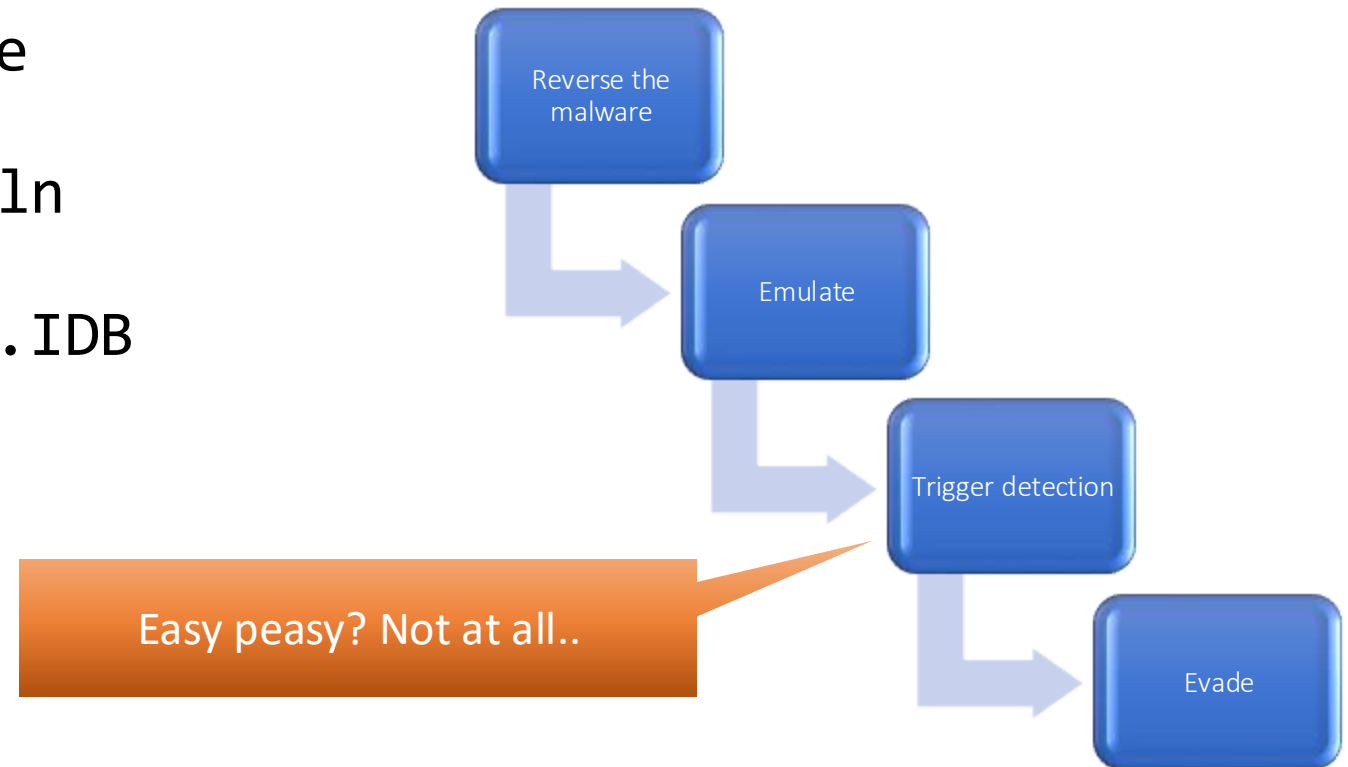 e
ln
.IDB
Reverse the
malware
Emulate
Trigger detection
Easy peasy? Not at all..
Evade